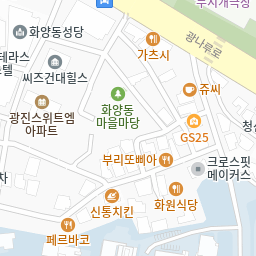 무지개극장
화양동성당
광나루로
가츠시
테라스
텔
씨즈건대힐스
쥬씨
광진스위트엠
아파트
화양동
마을마당
GS25
청심
부리또삐아
크로스핏
메이커스
차
신통치킨
화원식당
페르바코